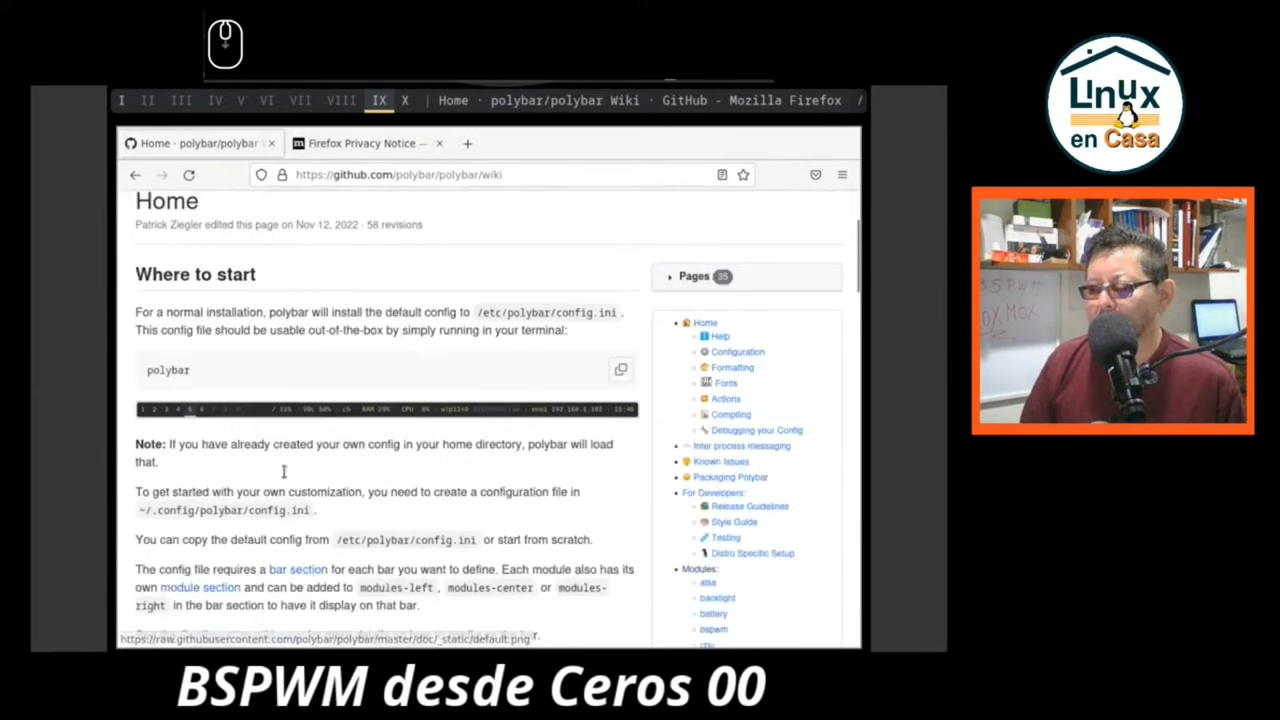 I II III IV V VI VII VIII IX X | Home · polybar/polybar Wiki · GitHub - Mozilla Firefox /
Home · polybar/polybar
Firefox Privacy Notice —
https://github.com/polybar/polybar/wiki
Home
Patrick Ziegler edited this page on Nov 12, 2022 · 58 revisions
Where to start
For a normal installation, polybar will install the default config to /etc/polybar/config.ini .
This config file should be usable out-of-the-box by simply running in your terminal:
polybar
Note: If you have already created your own config in your home directory, polybar will load
that.
To get started with your own customization, you need to create a configuration file in
~/.config/polybar/config.ini .
You can copy the default config from /etc/polybar/config.ini or start from scratch.
The config file requires a bar section for each bar you want to define. Each module also has its
own module section and can be added to modules-left , modules-center or modules-
right in the bar section to have it display on that bar.
https://raw.githubusercontent.com/polybar/polybar/master/doc/_static/default.png
Pages 35
Home
Help
Configuration
Formatting
Fonts
Actions
Compiling
Debugging your Config
Inter process messaging
Known Issues
Packaging Polybar
For Developers:
Release Guidelines
Style Guide
Testing
Distro Specific Setup
Modules:
alsa
backlight
battery
bspwm
LInux
en Casa
BSPWM desde Ceros 00